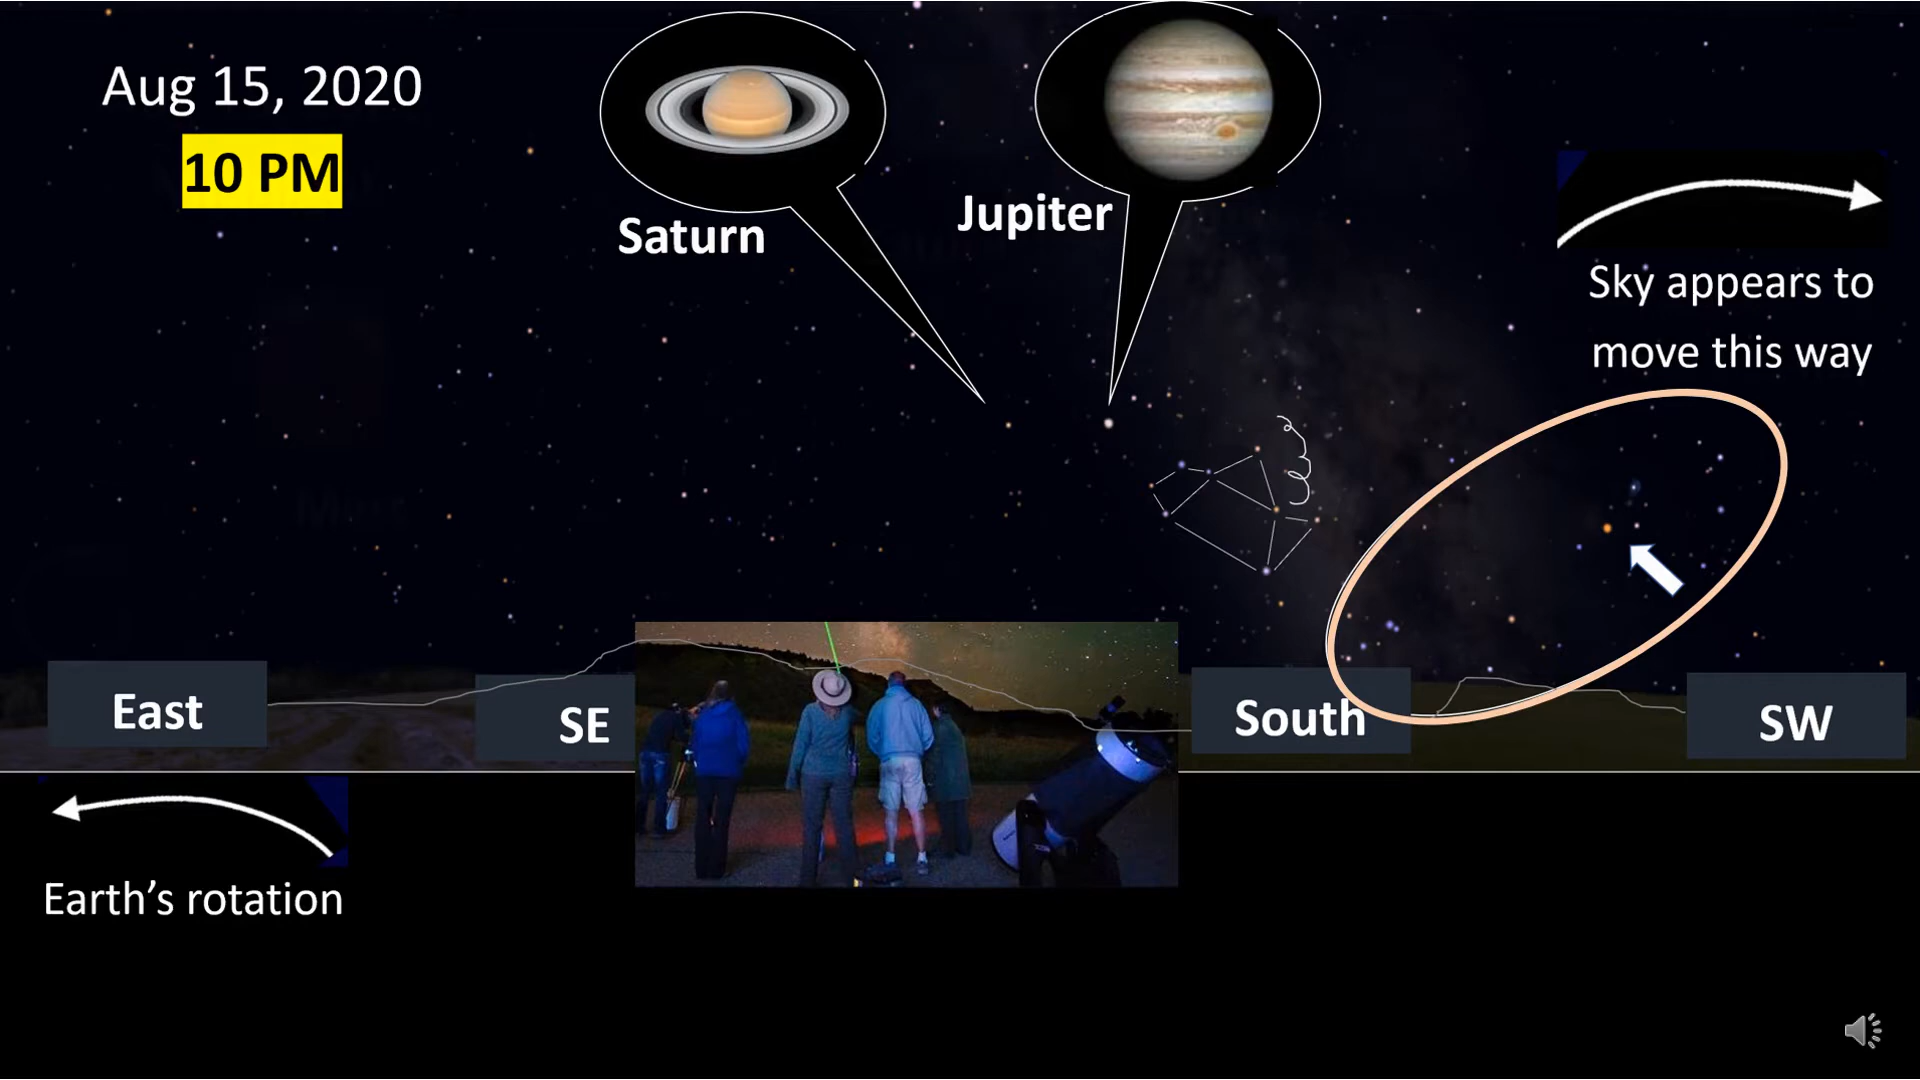 Aug 15, 2020
10 PM
Saturn
Jupiter
Sky appears to
move this way
East
SE
South
SW
Earth’s rotation